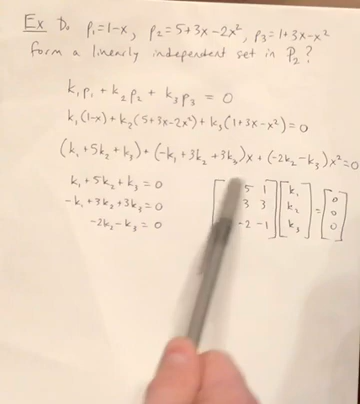 Ex Do p₁=1-x, p₂=5+3x-2x², p₃=1+3x-x²
form a linearly independent set in P₂?
k₁p₁+k₂p₂+k₃p₃=0
k₁(1-x)+k₂(5+3x-2x²)+k₃(1+3x-x²)=0
(k₁+5k₂+k₃)+(-k₁+3k₂+3k₃)x+(-2k₂-k₃)x²=0
k₁+5k₂+k₃=0 [ 5 1 ] [k₁] = [0]
-k₁+3k₂+3k₃=0 [ 3 3 ] [k₂] [0]
-2k₂-k₃=0 [ -2 -1 ] [k₃] [0]